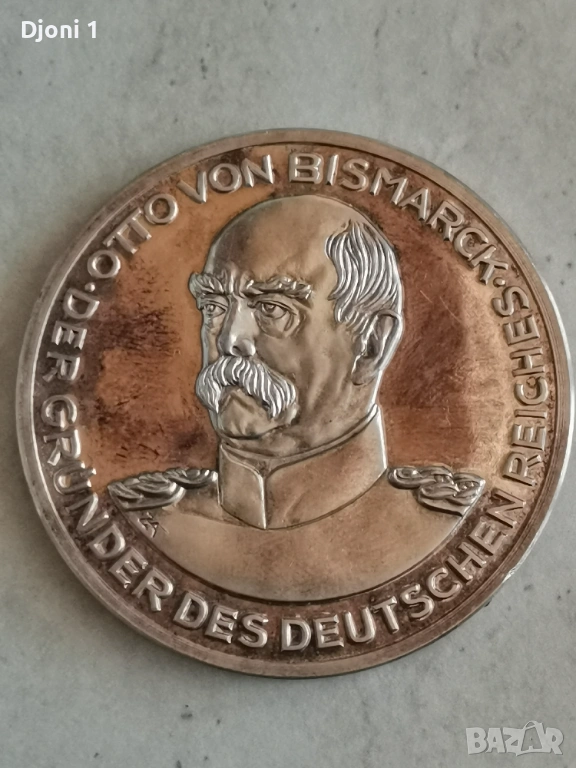 Djoni 1
OTTO VON BISMARCK · DER GRÜNDER DES DEUTSCHEN REICHES ·
BAZAR